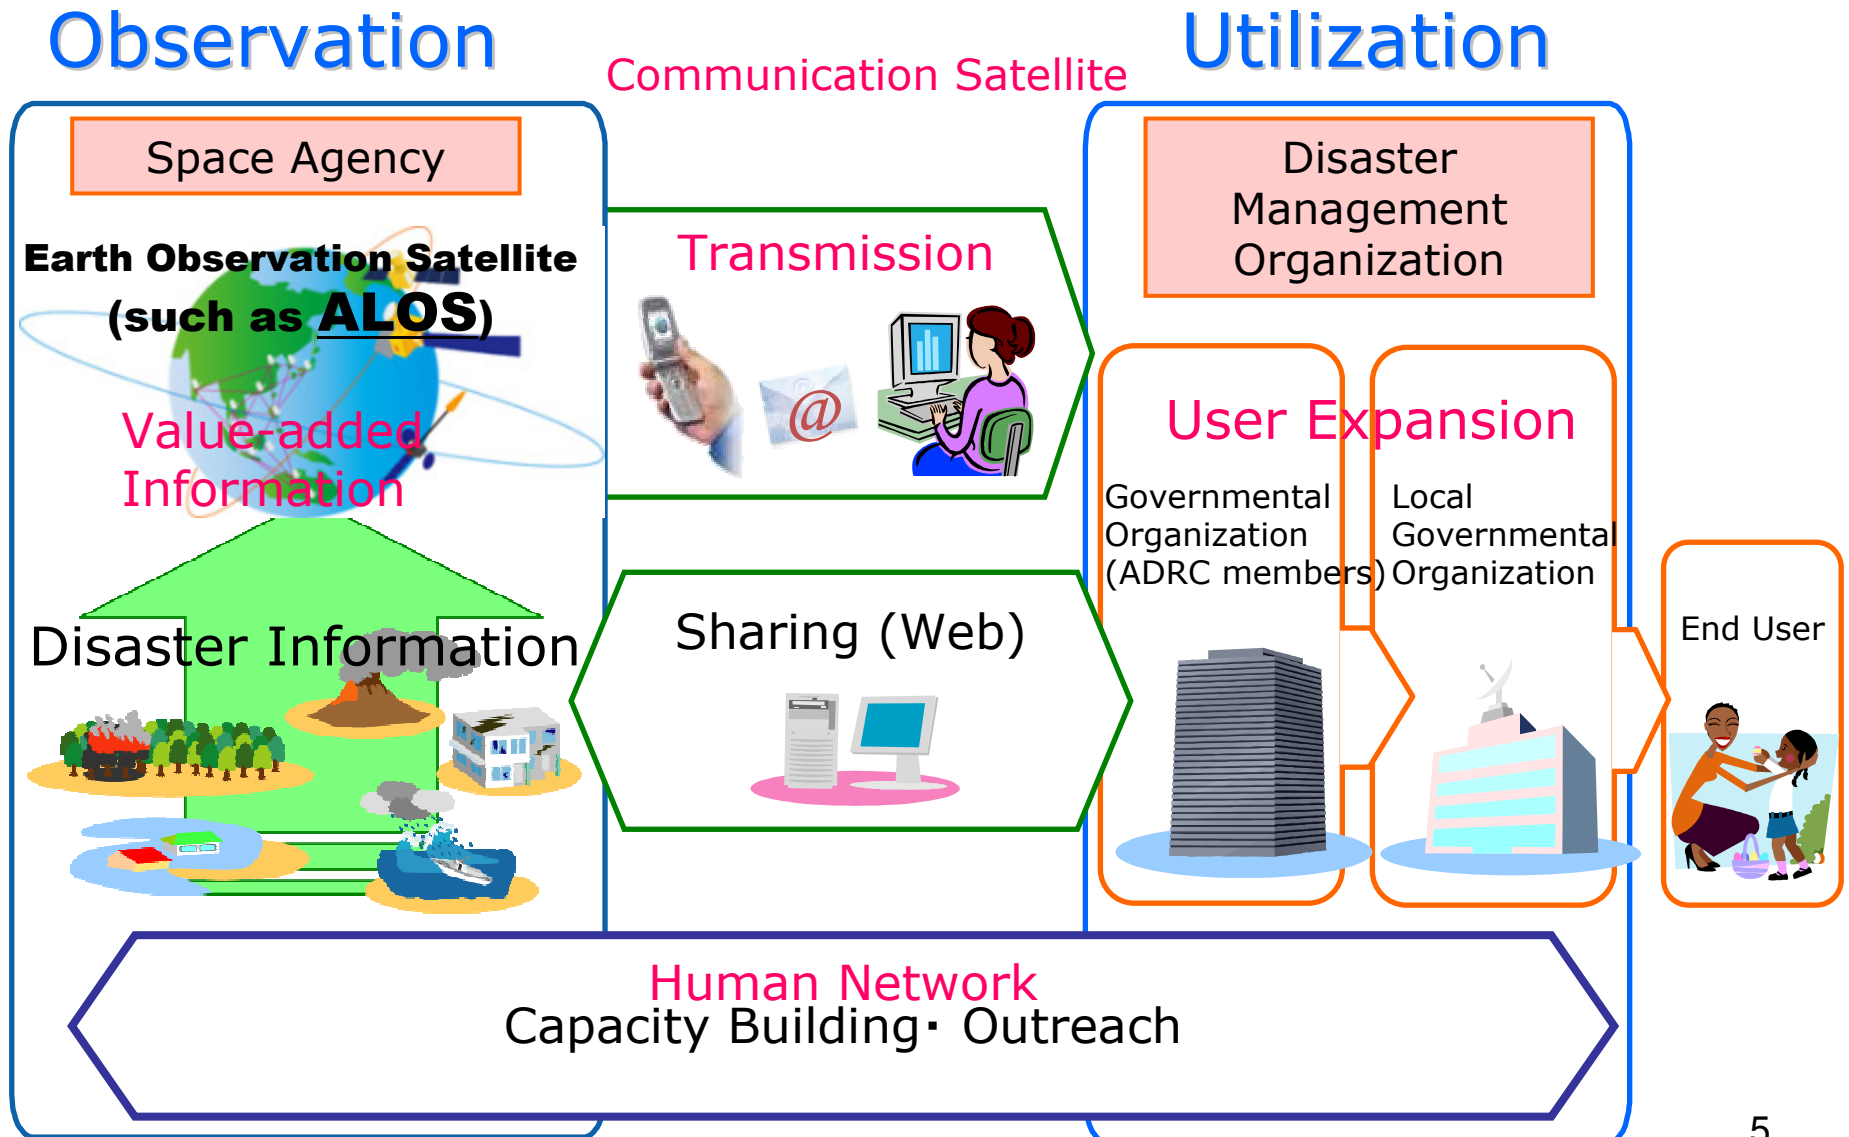 Observation
Communication Satellite
Utilization
Space Agency
Earth Observation Satellite
(such as ALOS)
Value-added
Information
Disaster Information
Transmission
@
Sharing (Web)
Disaster
Management
Organization
User Expansion
Governmental
Organization
(ADRC members)
Local
Governmental
Organization
End User
Human Network
Capacity Building・ Outreach
5